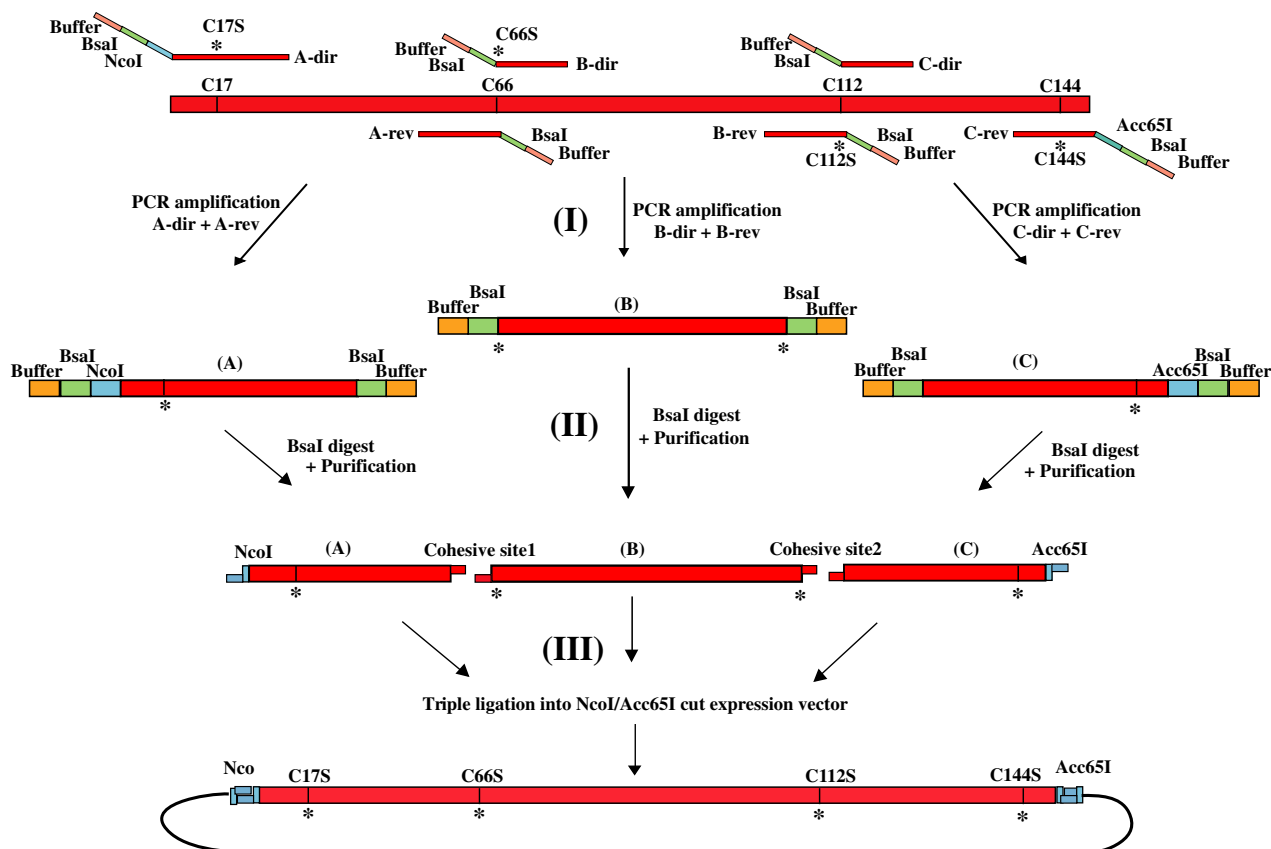 Buffer
BsaI
NcoI
C17S
*
A-dir
Buffer
BsaI
C66S
*
B-dir
Buffer
BsaI
C-dir
C17
C66
C112
C144
A-rev
BsaI
Buffer
B-rev
*
C112S
BsaI
Buffer
C-rev
*
C144S
Acc65I
BsaI
Buffer
PCR amplification
A-dir + A-rev
(I)
PCR amplification
B-dir + B-rev
PCR amplification
C-dir + C-rev
Buffer
BsaI
(B)
BsaI
Buffer
*
*
Buffer
BsaI
NcoI
(A)
BsaI
Buffer
*
Buffer
BsaI
(C)
Acc65I
BsaI
Buffer
*
(II)
BsaI digest
+ Purification
BsaI digest
+ Purification
BsaI digest
+ Purification
NcoI
(A)
Cohesive site1
(B)
Cohesive site2
(C)
Acc65I
*
*
*
*
(III)
Triple ligation into NcoI/Acc65I cut expression vector
Nco
C17S
C66S
C112S
C144S
Acc65I
*
*
*
*